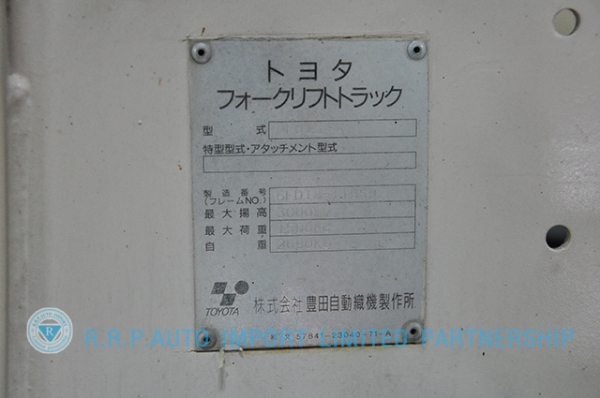 トヨタ
フォークリフトトラック
型式
特型型式・アタッチメント型式
製造番号
(フレームNO.)
最大揚高
最大荷重
自重
TOYOTA 株式会社豊田自動織機製作所
57841-23040-71-A
R.R.P.AUTO IMPORT LIMITED PARTNERSHIP